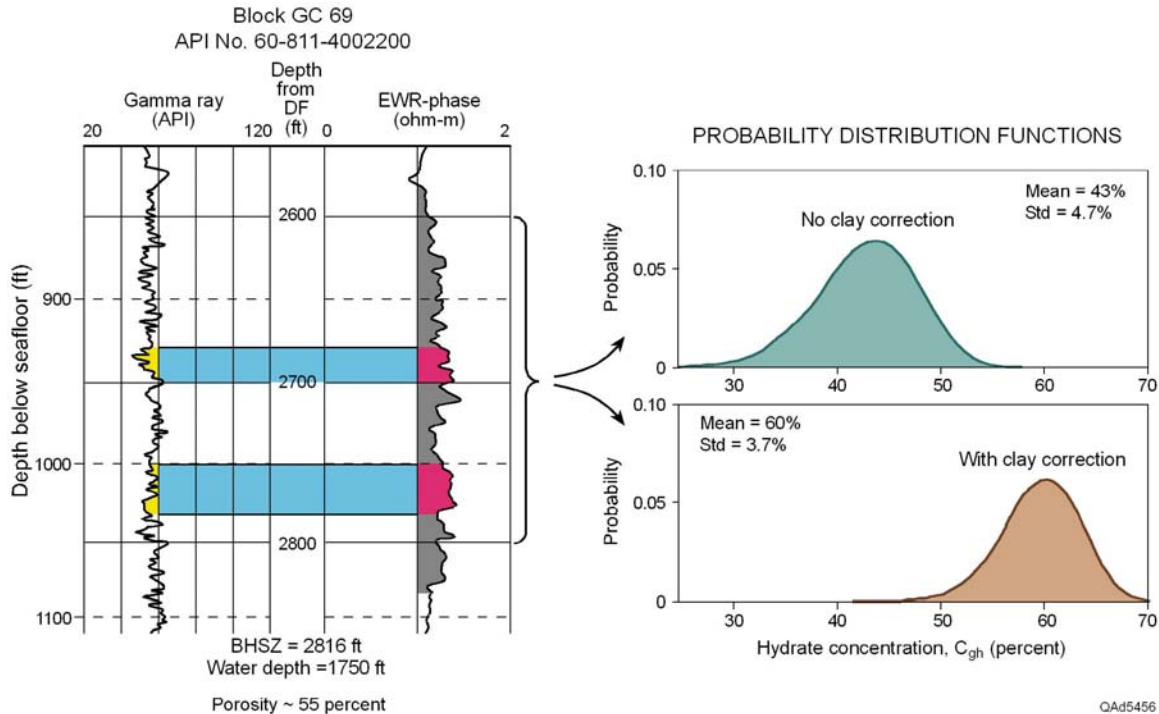 Block GC 69
API No. 60-811-4002200
Depth
from
DF
(ft)
Gamma ray
(API)
EWR-phase
(ohm-m)
20
120
0
2
Depth below seafloor (ft)
900
1000
1100
2600
2700
2800
BHSZ = 2816 ft
Water depth =1750 ft
Porosity ~ 55 percent
PROBABILITY DISTRIBUTION FUNCTIONS
Probability
0.10
0.05
0
Mean = 43%
Std = 4.7%
No clay correction
30 40 50 60 70
Probability
0.10
0.05
0
Mean = 60%
Std = 3.7%
With clay correction
30 40 50 60 70
Hydrate concentration, Cgh (percent)
QAd5456